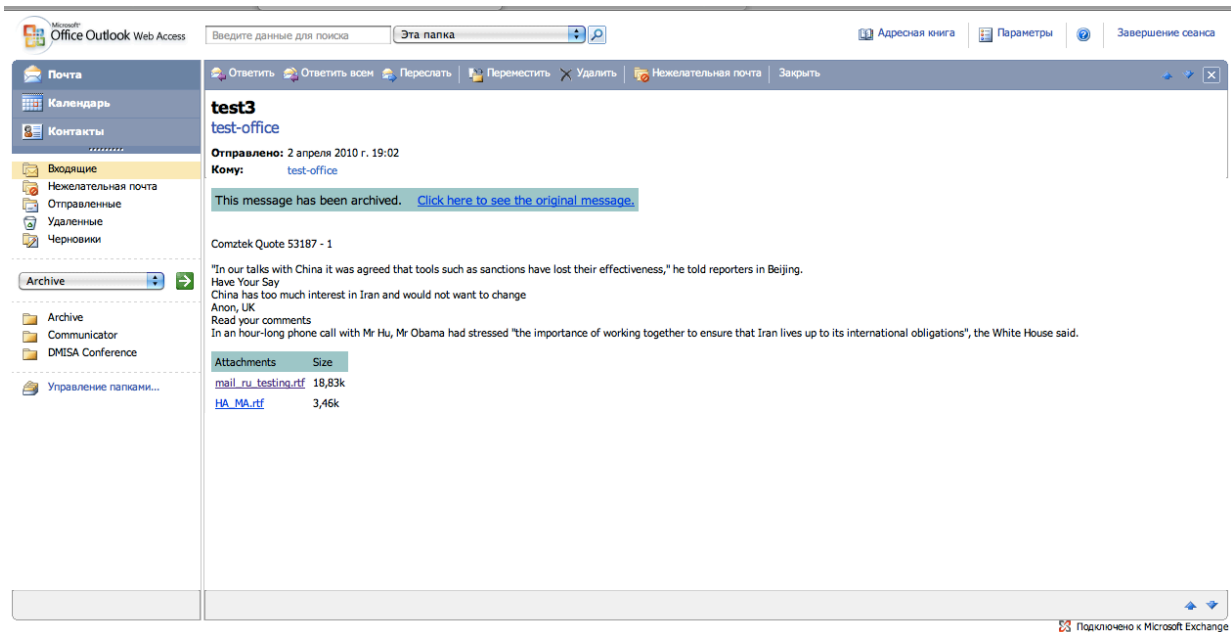 Microsoft®
Office Outlook Web Access
Введите данные для поиска
Эта папка
Адресная книга
Параметры
Завершение сеанса
Почта
Календарь
Контакты
Входящие
Нежелательная почта
Отправленные
Удаленные
Черновики
Archive
Archive
Communicator
DMISA Conference
Управление папками...
Ответить Ответить всем Переслать Переместить Удалить Нежелательная почта Закрыть
test3
test-office
Отправлено: 2 апреля 2010 г. 19:02
Кому: test-office
This message has been archived. Click here to see the original message.
Comztek Quote 53187 - 1
"In our talks with China it was agreed that tools such as sanctions have lost their effectiveness," he told reporters in Beijing.
Have Your Say
China has too much interest in Iran and would not want to change
Anon, UK
Read your comments
In an hour-long phone call with Mr Hu, Mr Obama had stressed "the importance of working together to ensure that Iran lives up to its international obligations", the White House said.
Attachments Size
mail_ru_testing.rtf 18,83k
HA_MA.rtf 3,46k
Подключено к Microsoft Exchange